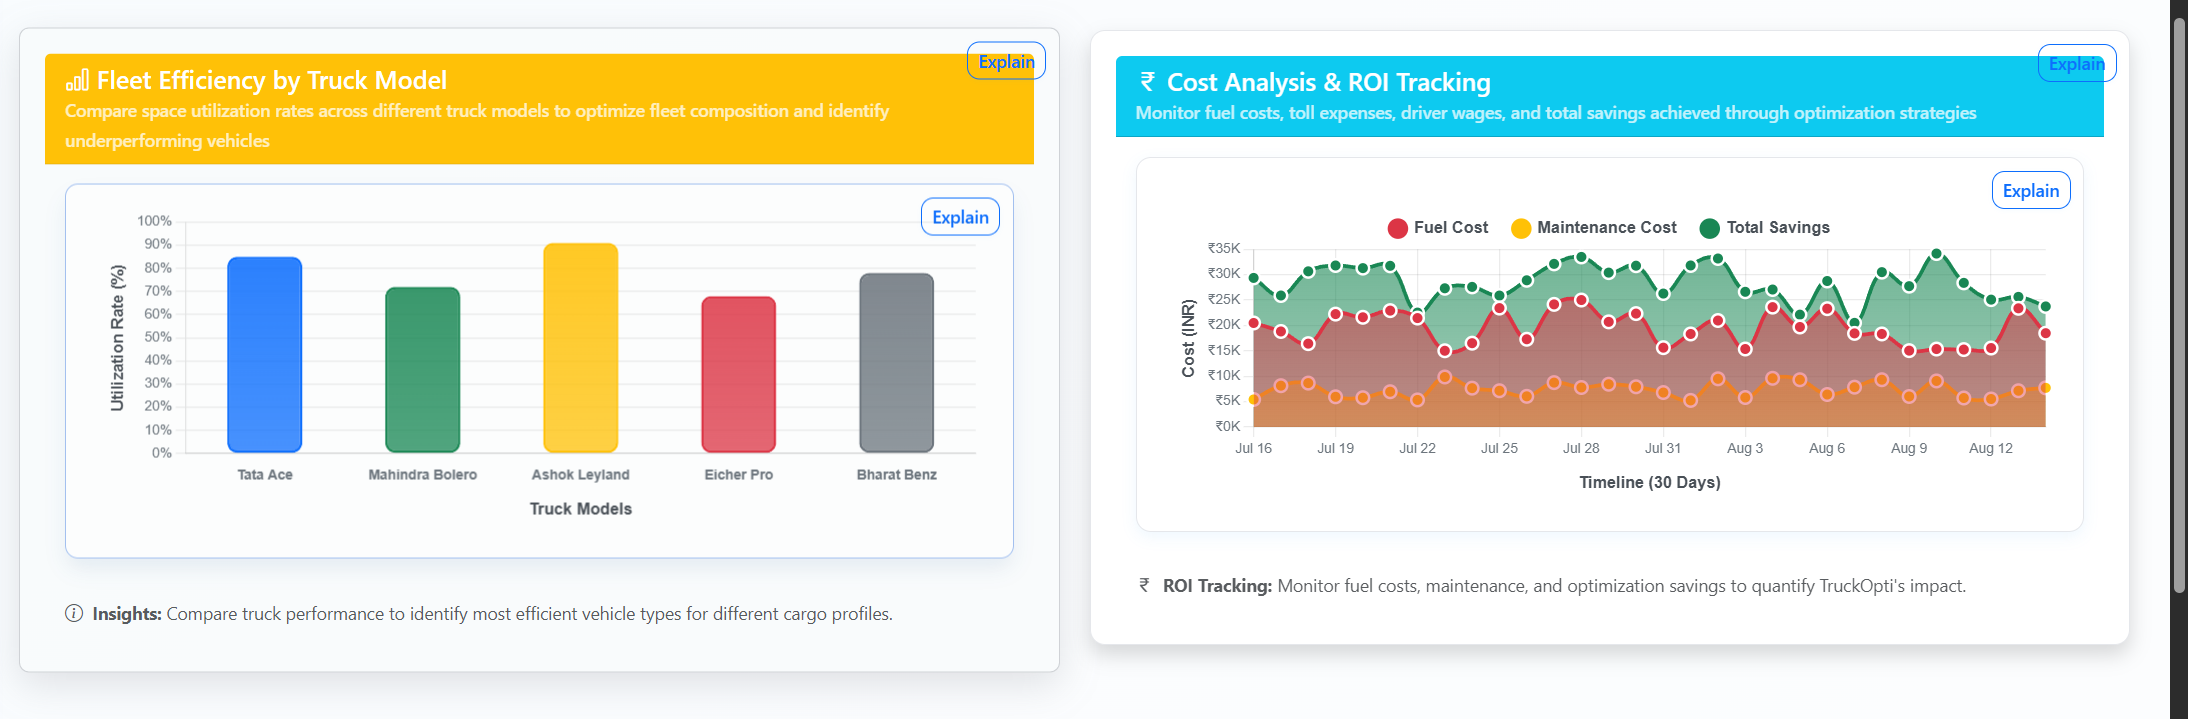 Fleet Efficiency by Truck Model
Explain
Compare space utilization rates across different truck models to optimize fleet composition and identify
underperforming vehicles
Explain
100%
90%
80%
70%
60%
50%
40%
30%
20%
10%
0%
Utilization Rate (%)
Tata Ace
Mahindra Bolero
Ashok Leyland
Eicher Pro
Bharat Benz
Truck Models
Insights: Compare truck performance to identify most efficient vehicle types for different cargo profiles.
₹ Cost Analysis & ROI Tracking
Explain
Monitor fuel costs, toll expenses, driver wages, and total savings achieved through optimization strategies
Explain
Fuel Cost
Maintenance Cost
Total Savings
₹35K
₹30K
₹25K
₹20K
₹15K
₹10K
₹5K
₹0K
Cost (INR)
Jul 16
Jul 19
Jul 22
Jul 25
Jul 28
Jul 31
Aug 3
Aug 6
Aug 9
Aug 12
Timeline (30 Days)
₹ ROI Tracking: Monitor fuel costs, maintenance, and optimization savings to quantify TruckOpti's impact.